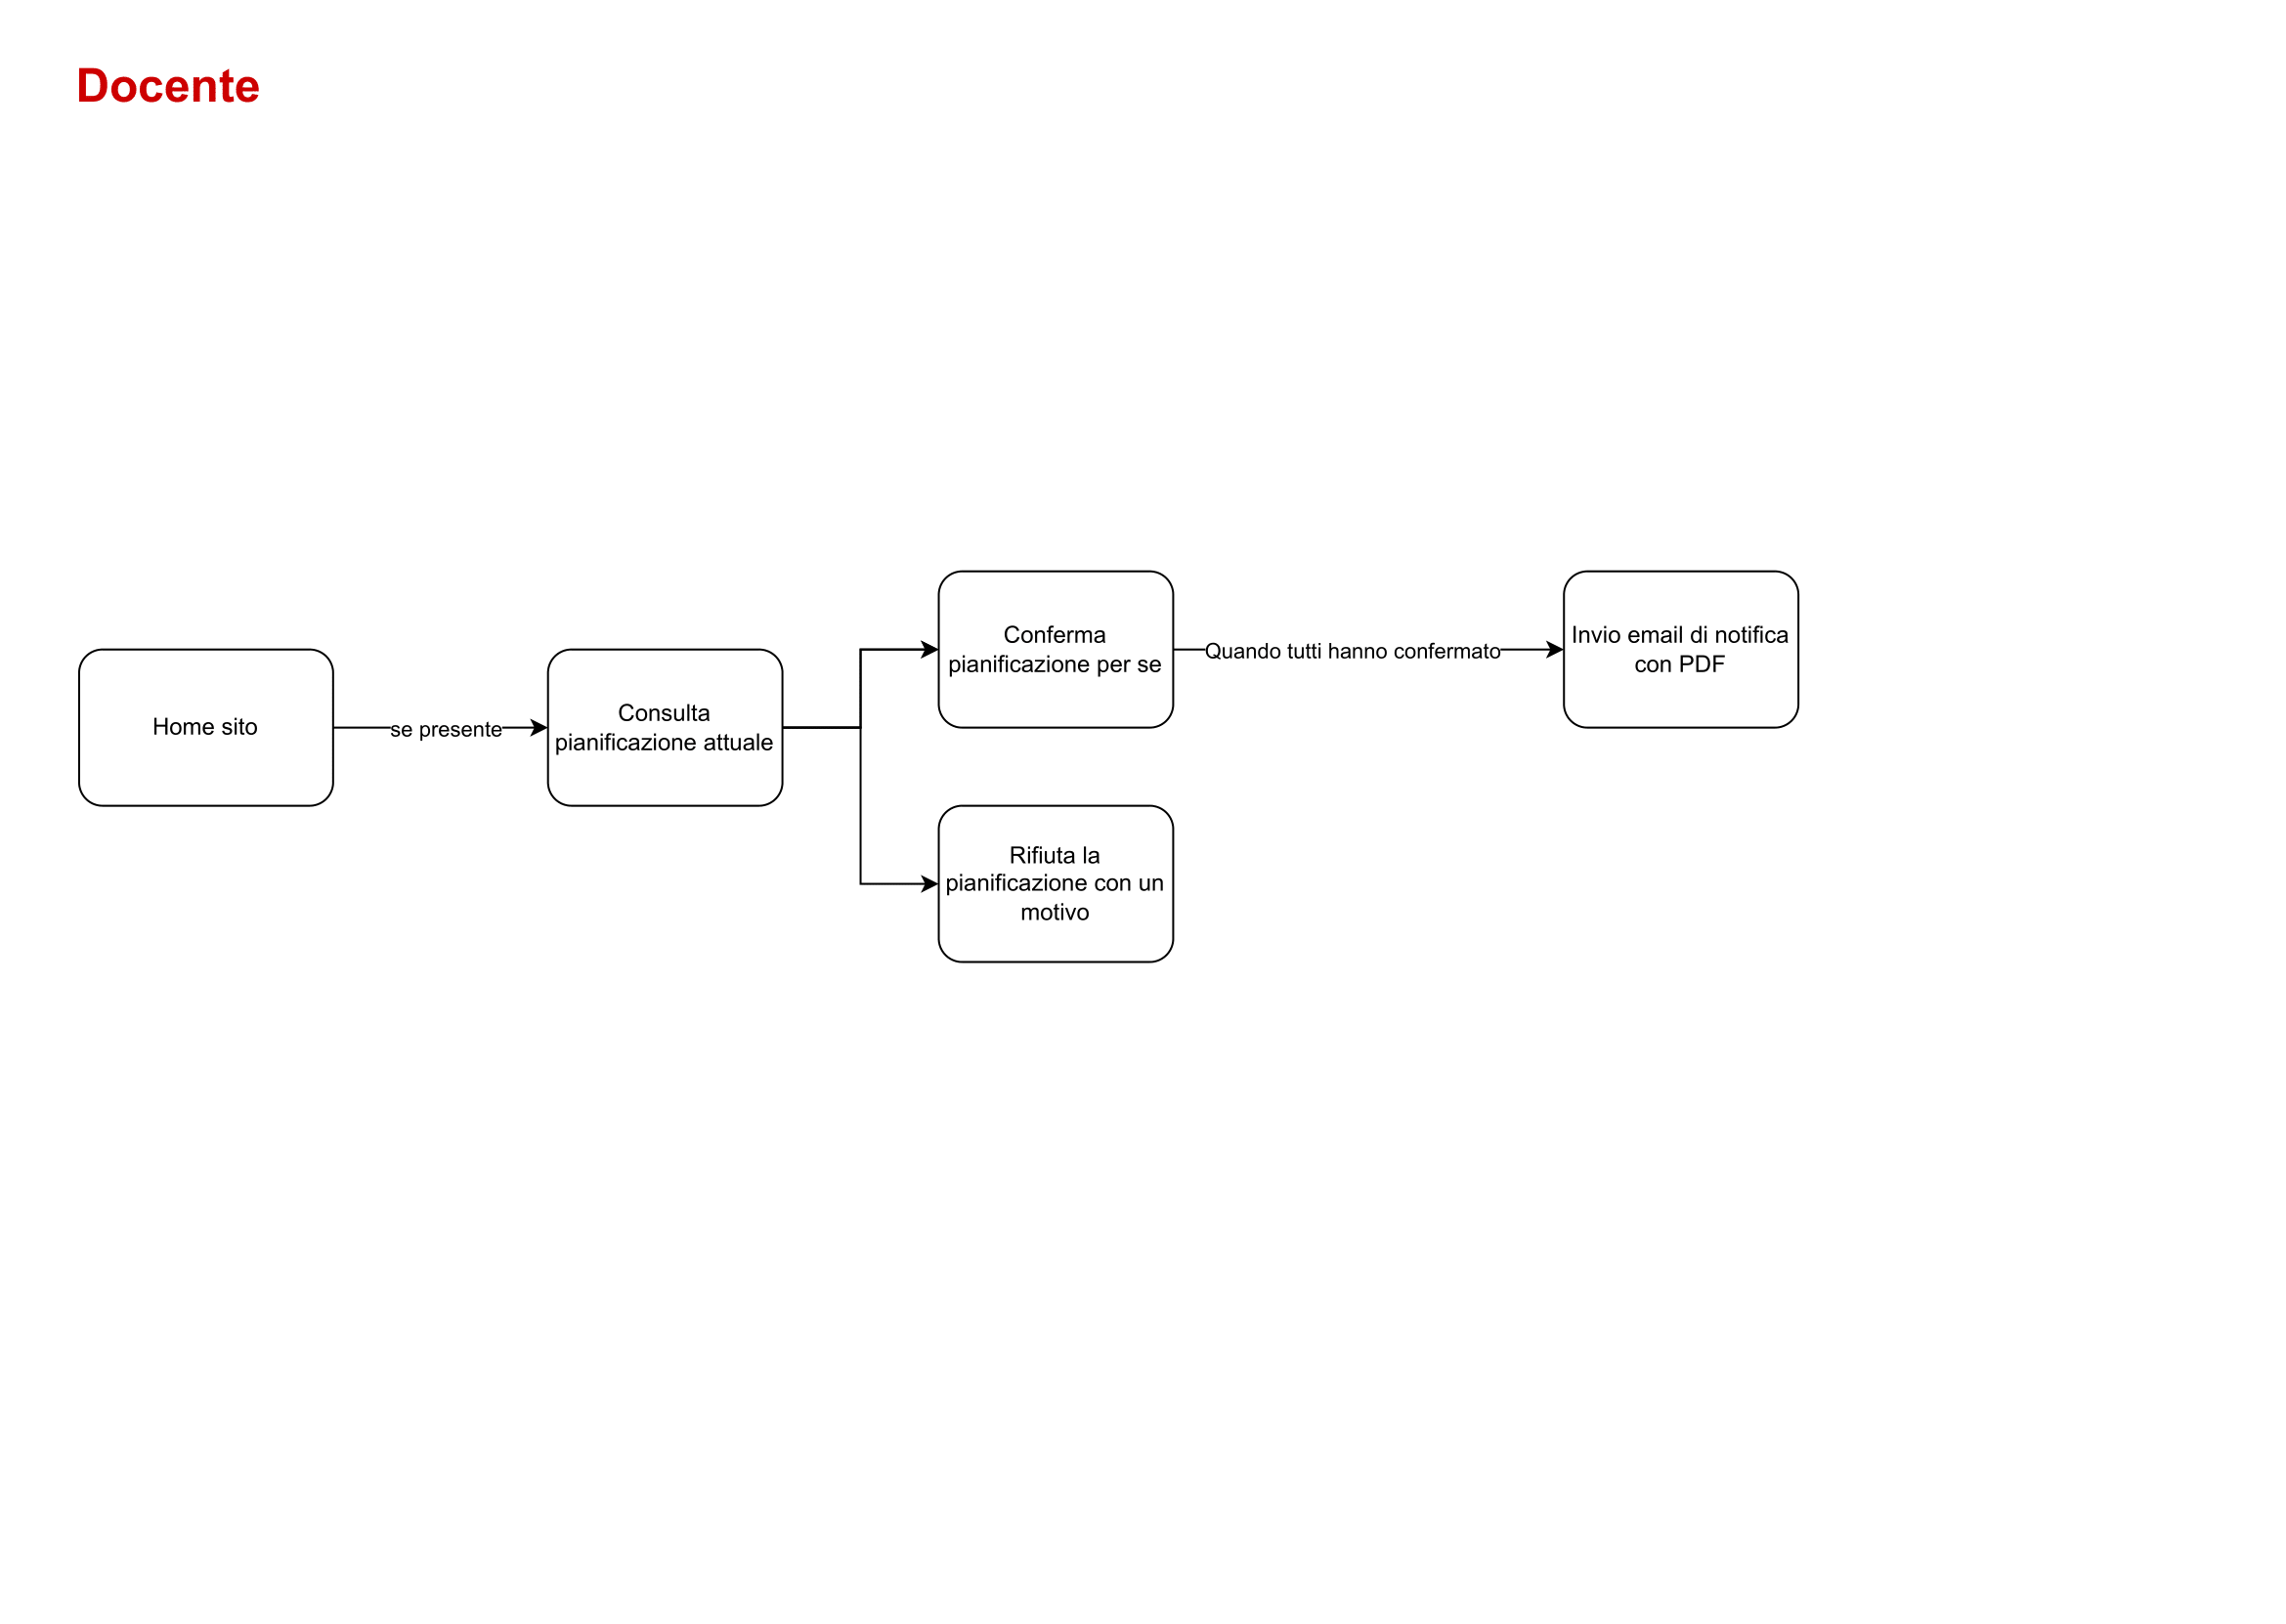 Docente
Home sito
se presente
Consulta
pianificazione attuale
Conferma
pianificazione per se
Quando tutti hanno confermato
Invio email di notifica
con PDF
Rifiuta la
pianificazione con un
motivo